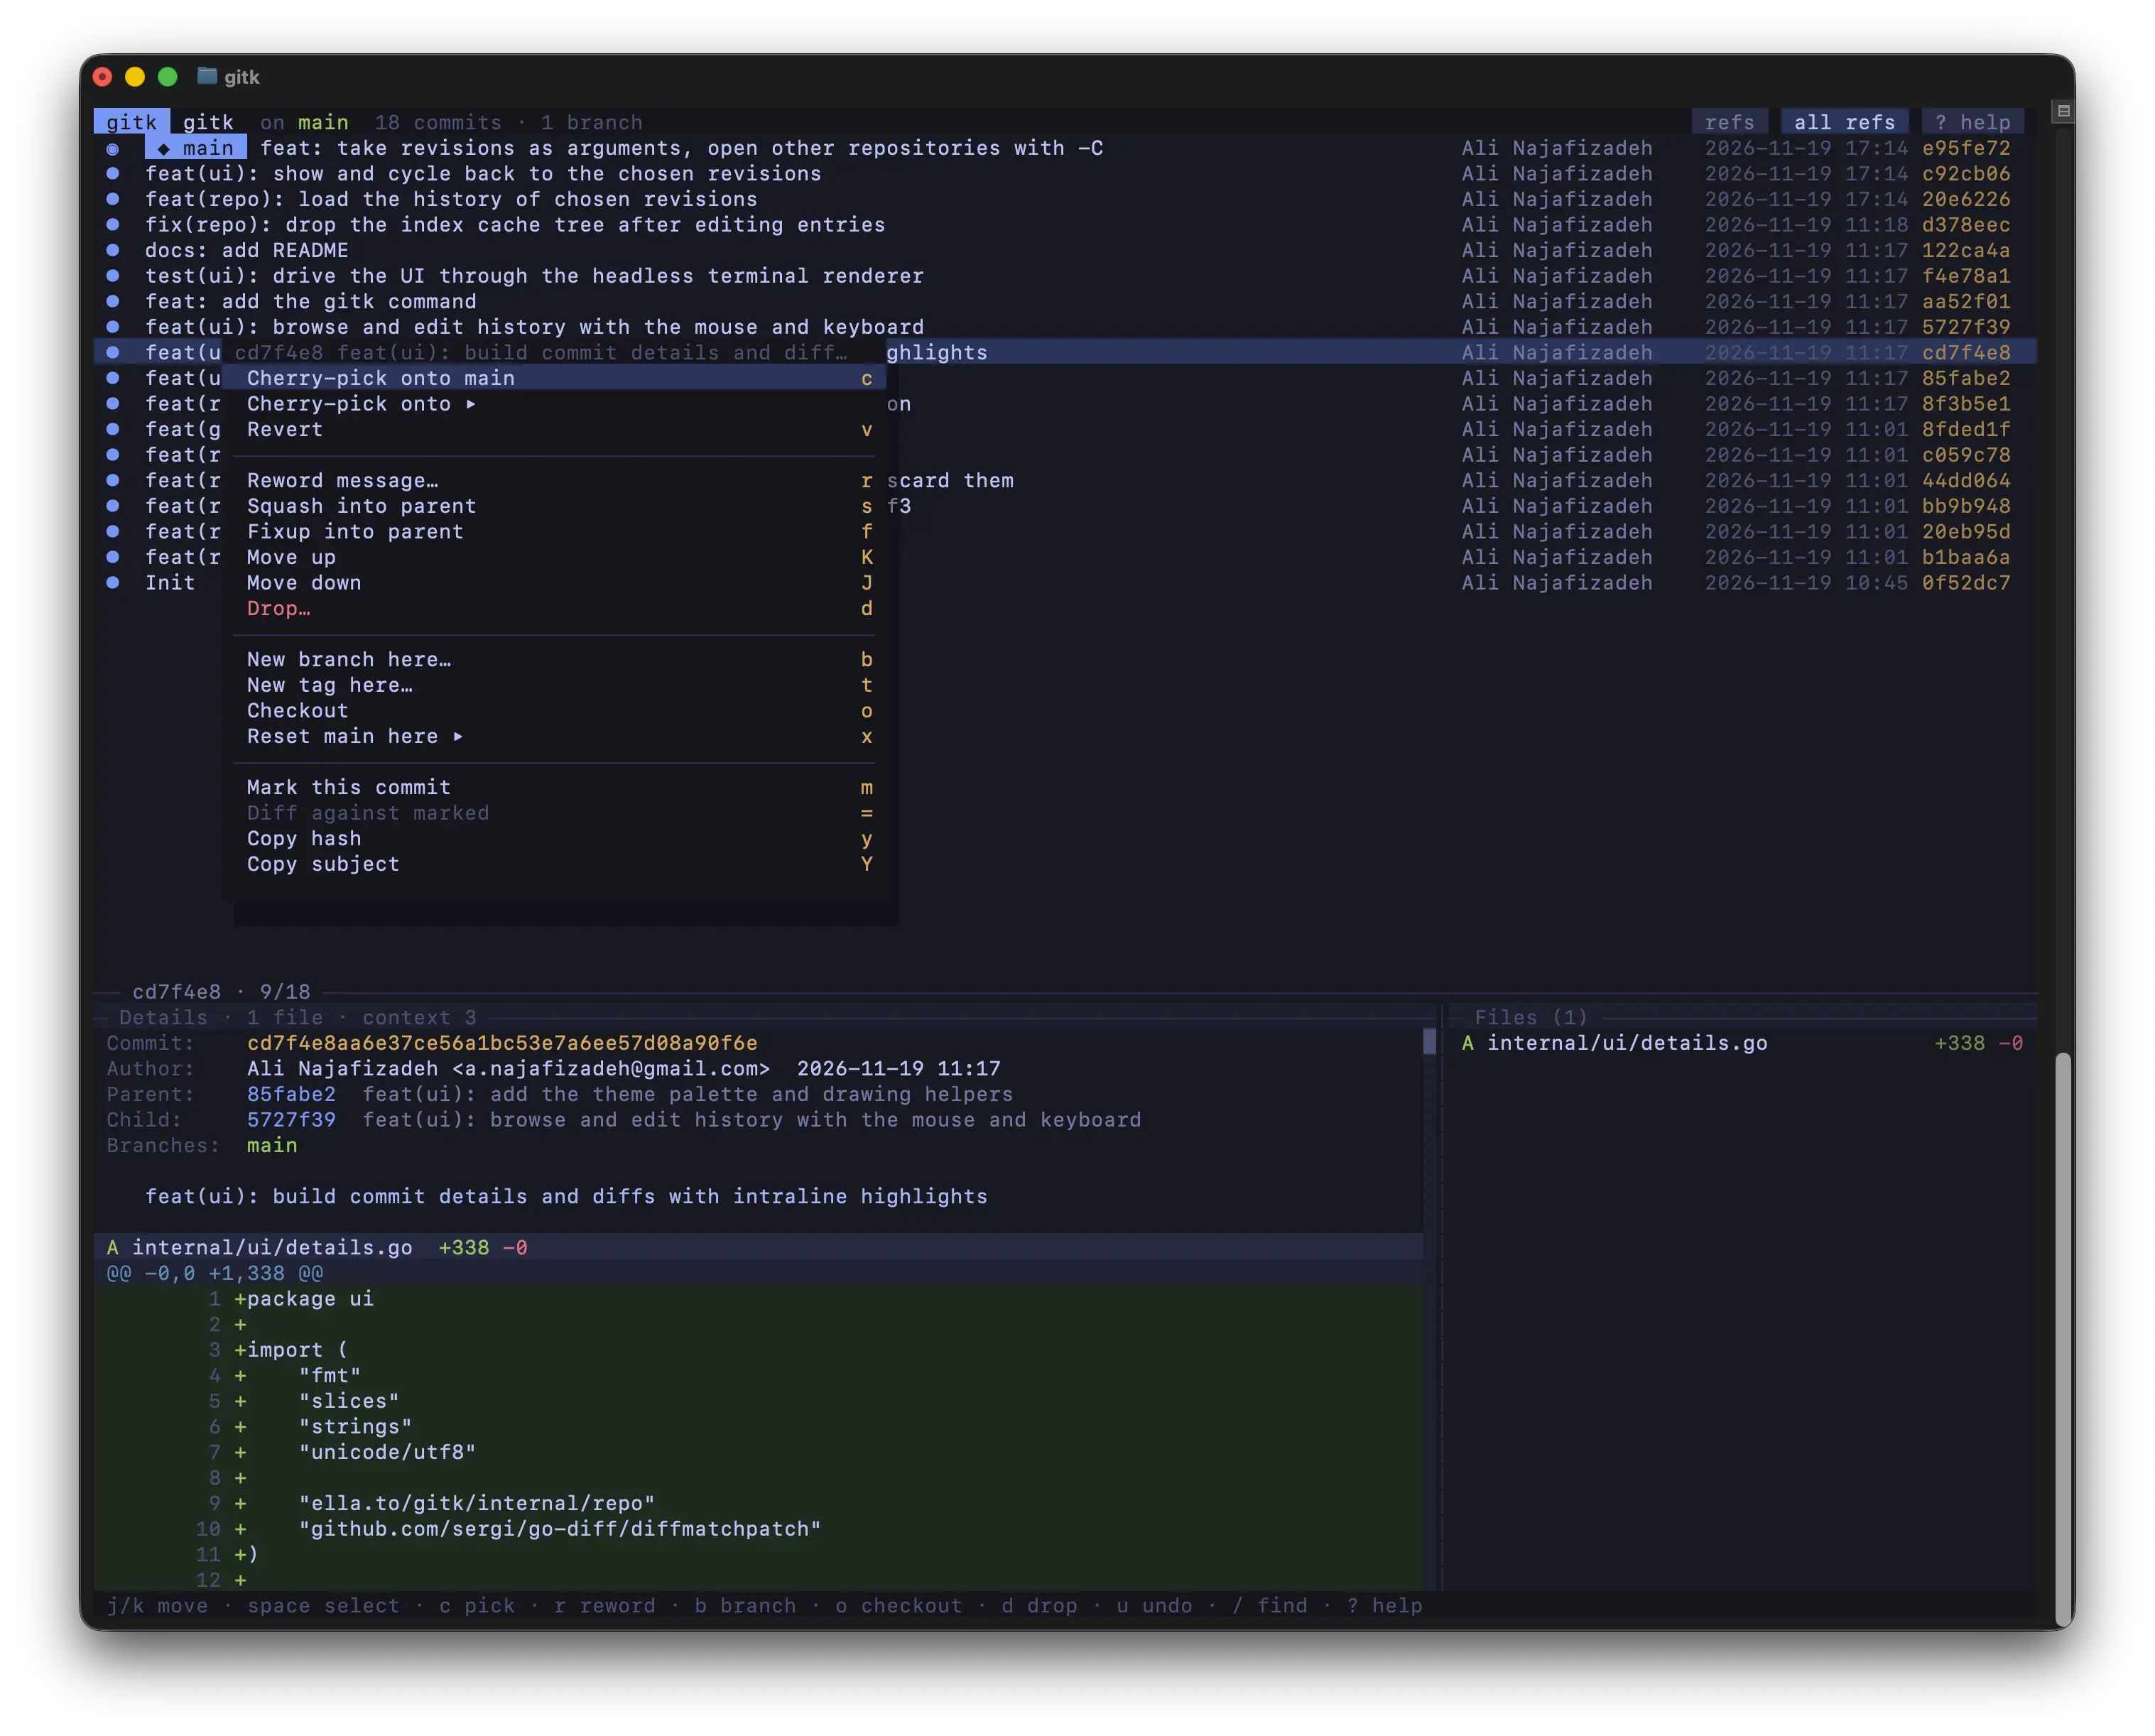 gitk
gitk gitk on main 18 commits · 1 branch refs all refs ? help
◆ main feat: take revisions as arguments, open other repositories with -C Ali Najafizadeh 2026-11-19 17:14 e95fe72
feat(ui): show and cycle back to the chosen revisions Ali Najafizadeh 2026-11-19 17:14 c92cb06
feat(repo): load the history of chosen revisions Ali Najafizadeh 2026-11-19 17:14 20e6226
fix(repo): drop the index cache tree after editing entries Ali Najafizadeh 2026-11-19 11:18 d378eec
docs: add README Ali Najafizadeh 2026-11-19 11:17 122ca4a
test(ui): drive the UI through the headless terminal renderer Ali Najafizadeh 2026-11-19 11:17 f4e78a1
feat: add the gitk command Ali Najafizadeh 2026-11-19 11:17 aa52f01
feat(ui): browse and edit history with the mouse and keyboard Ali Najafizadeh 2026-11-19 11:17 5727f39
feat(u cd7f4e8 feat(ui): build commit details and diff… ghlights Ali Najafizadeh 2026-11-19 11:17 cd7f4e8
feat(u Cherry-pick onto main c Ali Najafizadeh 2026-11-19 11:17 85fabe2
feat(r Cherry-pick onto ▸ on Ali Najafizadeh 2026-11-19 11:17 8f3b5e1
feat(g Revert v Ali Najafizadeh 2026-11-19 11:01 8fded1f
feat(r Ali Najafizadeh 2026-11-19 11:01 c059c78
feat(r Reword message… r scard them Ali Najafizadeh 2026-11-19 11:01 44dd064
feat(r Squash into parent s f3 Ali Najafizadeh 2026-11-19 11:01 bb9b948
feat(r Fixup into parent f Ali Najafizadeh 2026-11-19 11:01 20eb95d
feat(r Move up K Ali Najafizadeh 2026-11-19 11:01 b1baa6a
Init Move down J Ali Najafizadeh 2026-11-19 10:45 0f52dc7
Drop… d
New branch here… b
New tag here… t
Checkout o
Reset main here ▸ x
Mark this commit m
Diff against marked =
Copy hash y
Copy subject Y
cd7f4e8 · 9/18
Details · 1 file · context 3 Files (1)
Commit: cd7f4e8aa6e37ce56a1bc53e7a6ee57d08a90f6e A internal/ui/details.go +338 -0
Author: Ali Najafizadeh <a.najafizadeh@gmail.com> 2026-11-19 11:17
Parent: 85fabe2 feat(ui): add the theme palette and drawing helpers
Child: 5727f39 feat(ui): browse and edit history with the mouse and keyboard
Branches: main
feat(ui): build commit details and diffs with intraline highlights
A internal/ui/details.go +338 -0
@@ -0,0 +1,338 @@
1 +package ui
2 +
3 +import (
4 + "fmt"
5 + "slices"
6 + "strings"
7 + "unicode/utf8"
8 +
9 + "ella.to/gitk/internal/repo"
10 + "github.com/sergi/go-diff/diffmatchpatch"
11 +)
12 +
j/k move · space select · c pick · r reword · b branch · o checkout · d drop · u undo · / find · ? help